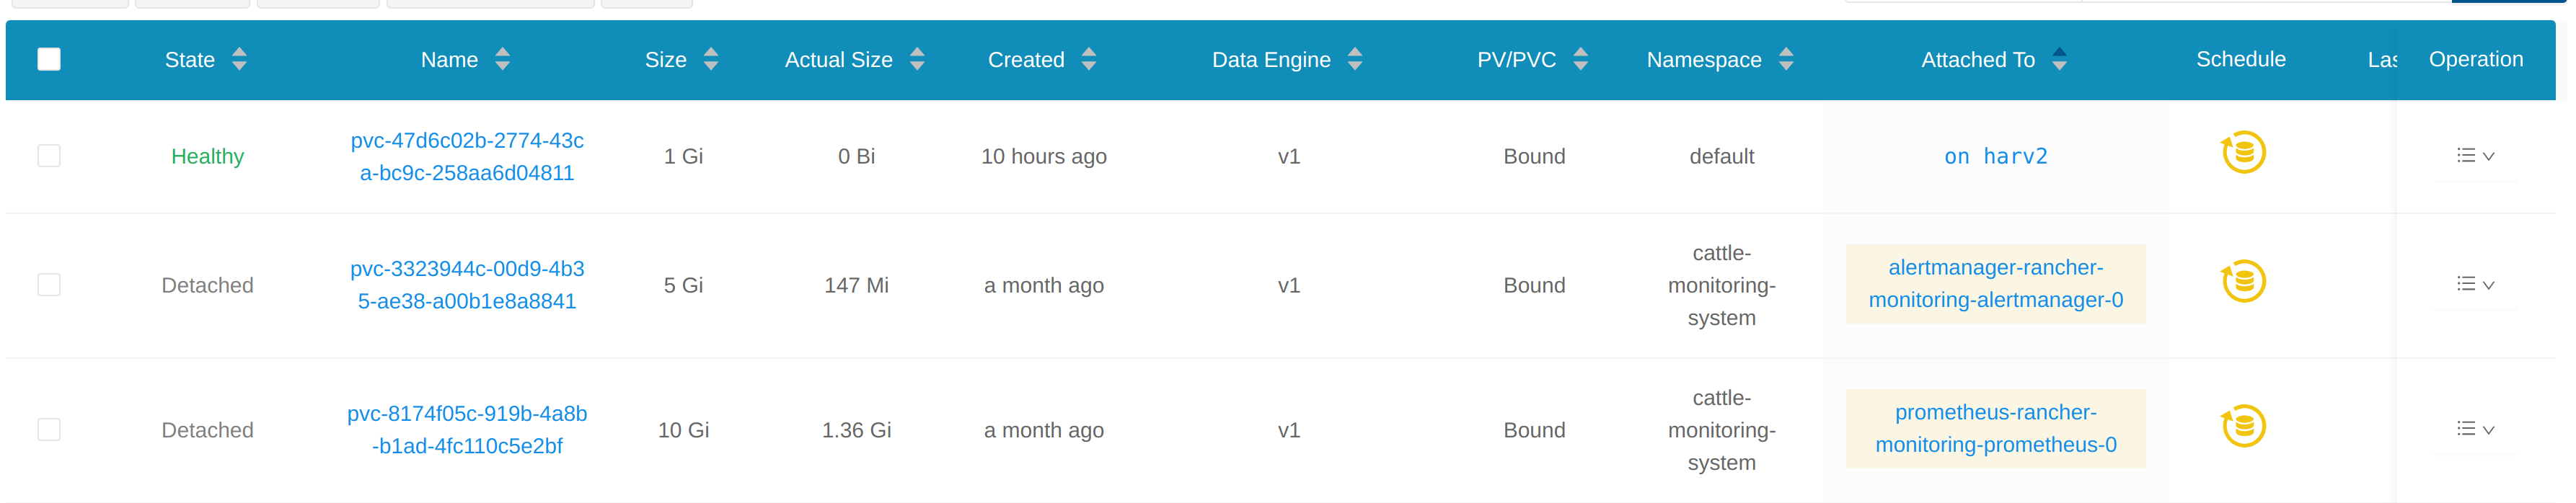 State Name Size Actual Size Created Data Engine PV/PVC Namespace Attached To Schedule Las Operation
Healthy pvc-47d6c02b-2774-43c 1 Gi 0 Bi 10 hours ago v1 Bound default on harv2
a-bc9c-258aa6d04811
Detached pvc-3323944c-00d9-4b3 5 Gi 147 Mi a month ago v1 Bound cattle- alertmanager-rancher-
5-ae38-a00b1e8a8841 monitoring- monitoring-alertmanager-0
system
Detached pvc-8174f05c-919b-4a8b 10 Gi 1.36 Gi a month ago v1 Bound cattle- prometheus-rancher-
-b1ad-4fc110c5e2bf monitoring- monitoring-prometheus-0
system